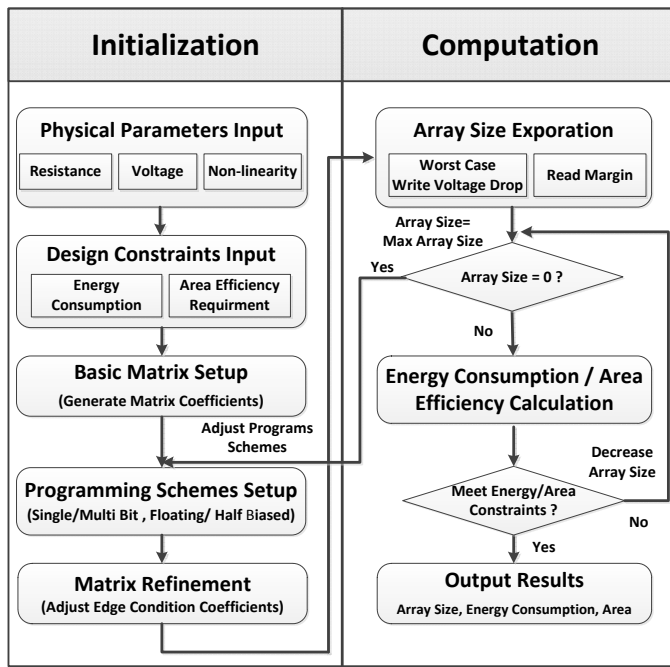 Initialization
Physical Parameters Input
Resistance
Voltage
Non-linearity
Design Constraints Input
Energy
Consumption
Area Efficiency
Requirment
Basic Matrix Setup
(Generate Matrix Coefficients)
Adjust Programs
Schemes
Programming Schemes Setup
(Single/Multi Bit , Floating/ Half Biased)
Matrix Refinement
(Adjust Edge Condition Coefficients)
Computation
Array Size Exporation
Worst Case
Write Voltage Drop
Read Margin
Array Size=
Max Array Size
Yes
Array Size = 0 ?
No
Energy Consumption / Area
Efficiency Calculation
Decrease
Array Size
Meet Energy/Area
Constraints ?
No
Yes
Output Results
Array Size, Energy Consumption, Area